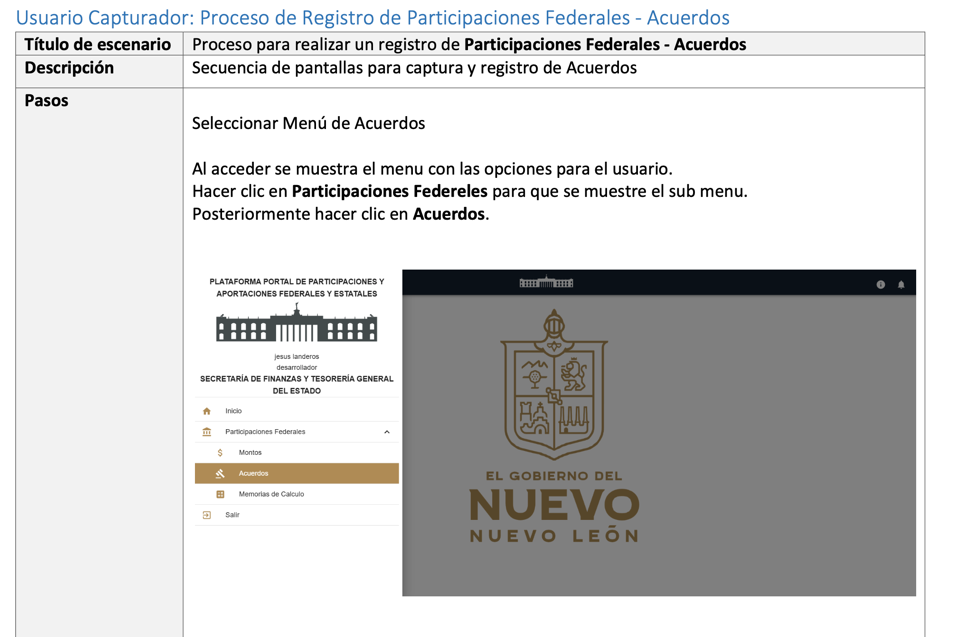 Usuario Capturador: Proceso de Registro de Participaciones Federales - Acuerdos
Título de escenario
Proceso para realizar un registro de Participaciones Federales - Acuerdos
Descripción
Secuencia de pantallas para captura y registro de Acuerdos
Pasos
Seleccionar Menú de Acuerdos
Al acceder se muestra el menu con las opciones para el usuario.
Hacer clic en Participaciones Federeles para que se muestre el sub menu.
Posteriormente hacer clic en Acuerdos.
PLATAFORMA PORTAL DE PARTICIPACIONES Y
APORTACIONES FEDERALES Y ESTATALES
jesus landeros
desarrollador
SECRETARÍA DE FINANZAS Y TESORERÍA GENERAL
DEL ESTADO
Inicio
Participaciones Federales
Montos
Acuerdos
Memorias de Calculo
Salir
EL GOBIERNO DEL
NUEVO
NUEVO LEÓN